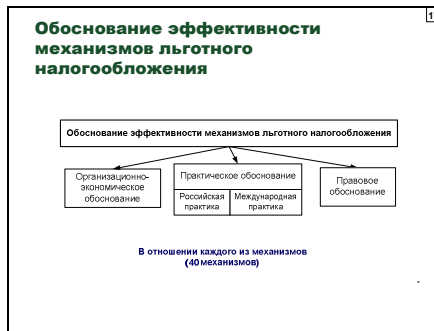 1
Обоснование эффективности
механизмов льготного
налогообложения
Обоснование эффективности механизмов льготного налогообложения
Организационно-
экономическое
обоснование
Практическое обоснование
Российская
практика
Международная
практика
Правовое
обоснование
В отношении каждого из механизмов
(40 механизмов)